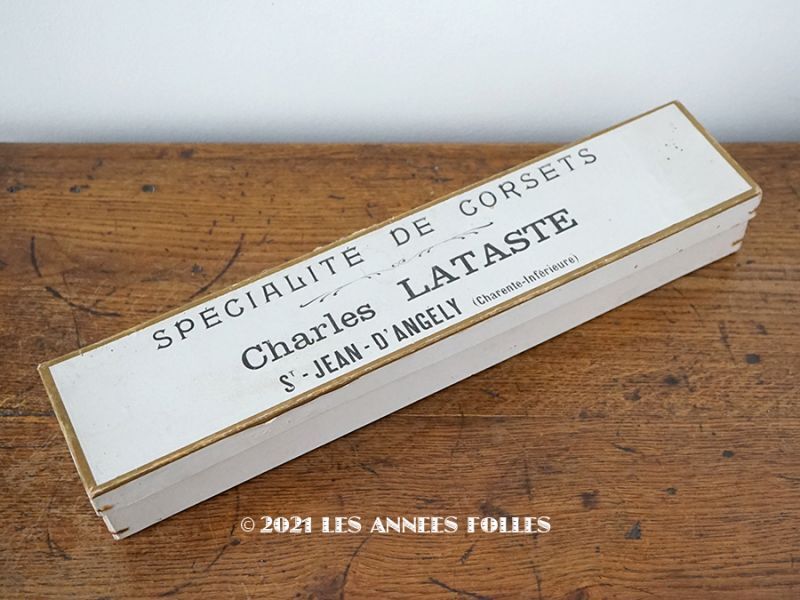 SPÉCIALITÉ DE CORSETS
Charles LATASTE
ST-JEAN-D'ANGELY (Charente-Inférieure)
© 2021 LES ANNEES FOLLES